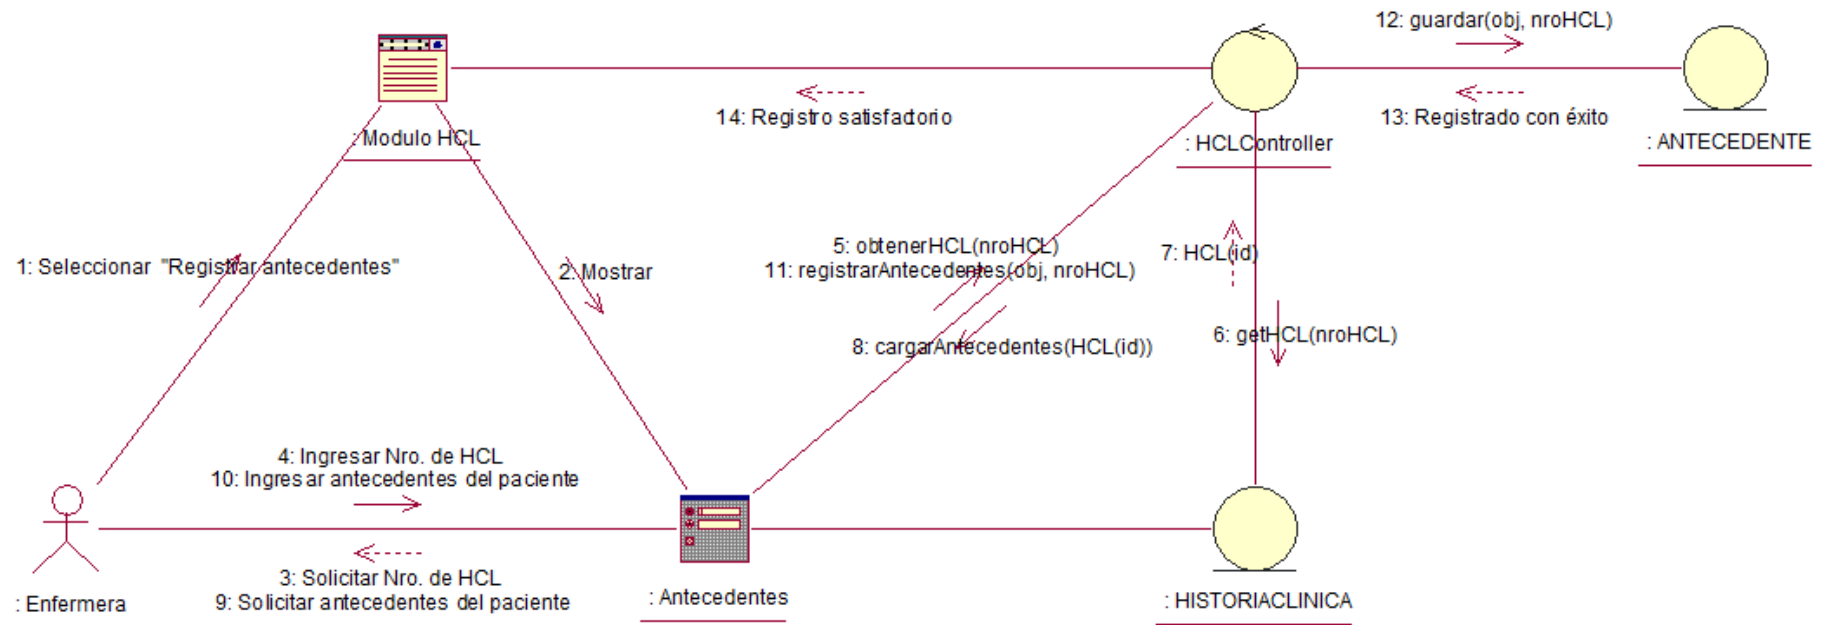 12: guardar(obj, nroHCL)
14: Registro satisfactorio
13: Registrado con éxito
: Modulo HCL
: HCLController
: ANTECEDENTE
1: Seleccionar "Registrar antecedentes"
2: Mostrar
5: obtenerHCL(nroHCL)
11: registrarAntecedentes(obj, nroHCL)
7: HCL(id)
8: cargarAntecedentes(HCL(id))
6: getHCL(nroHCL)
4: Ingresar Nro. de HCL
10: Ingresar antecedentes del paciente
3: Solicitar Nro. de HCL
9: Solicitar antecedentes del paciente
: Enfermera
: Antecedentes
: HISTORIACLINICA